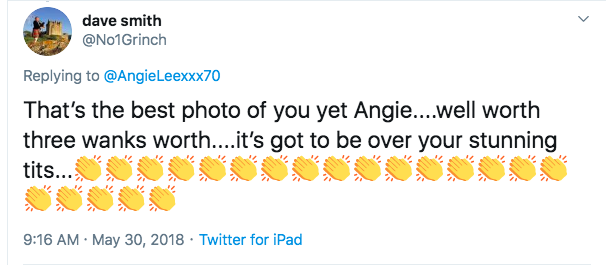 dave smith
@No1Grinch
Replying to @AngieLeexxx70
That's the best photo of you yet Angie....well worth
three wanks worth....it's got to be over your stunning
tits...👏👏👏👏👏👏👏👏👏👏👏👏👏👏👏👏
👏👏👏👏👏
9:16 AM · May 30, 2018 · Twitter for iPad